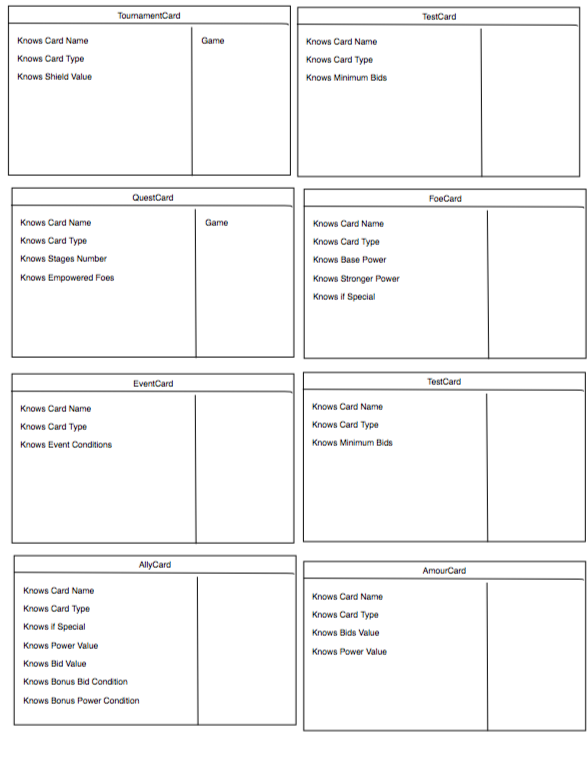 TournamentCard
Knows Card Name
Game
Knows Card Type
Knows Shield Value
TestCard
Knows Card Name
Knows Card Type
Knows Minimum Bids
QuestCard
Knows Card Name
Game
Knows Card Type
Knows Stages Number
Knows Empowered Foes
FoeCard
Knows Card Name
Knows Card Type
Knows Base Power
Knows Stronger Power
Knows if Special
EventCard
Knows Card Name
Knows Card Type
Knows Event Conditions
TestCard
Knows Card Name
Knows Card Type
Knows Minimum Bids
AllyCard
Knows Card Name
Knows Card Type
Knows if Special
Knows Power Value
Knows Bid Value
Knows Bonus Bid Condition
Knows Bonus Power Condition
AmourCard
Knows Card Name
Knows Card Type
Knows Bids Value
Knows Power Value